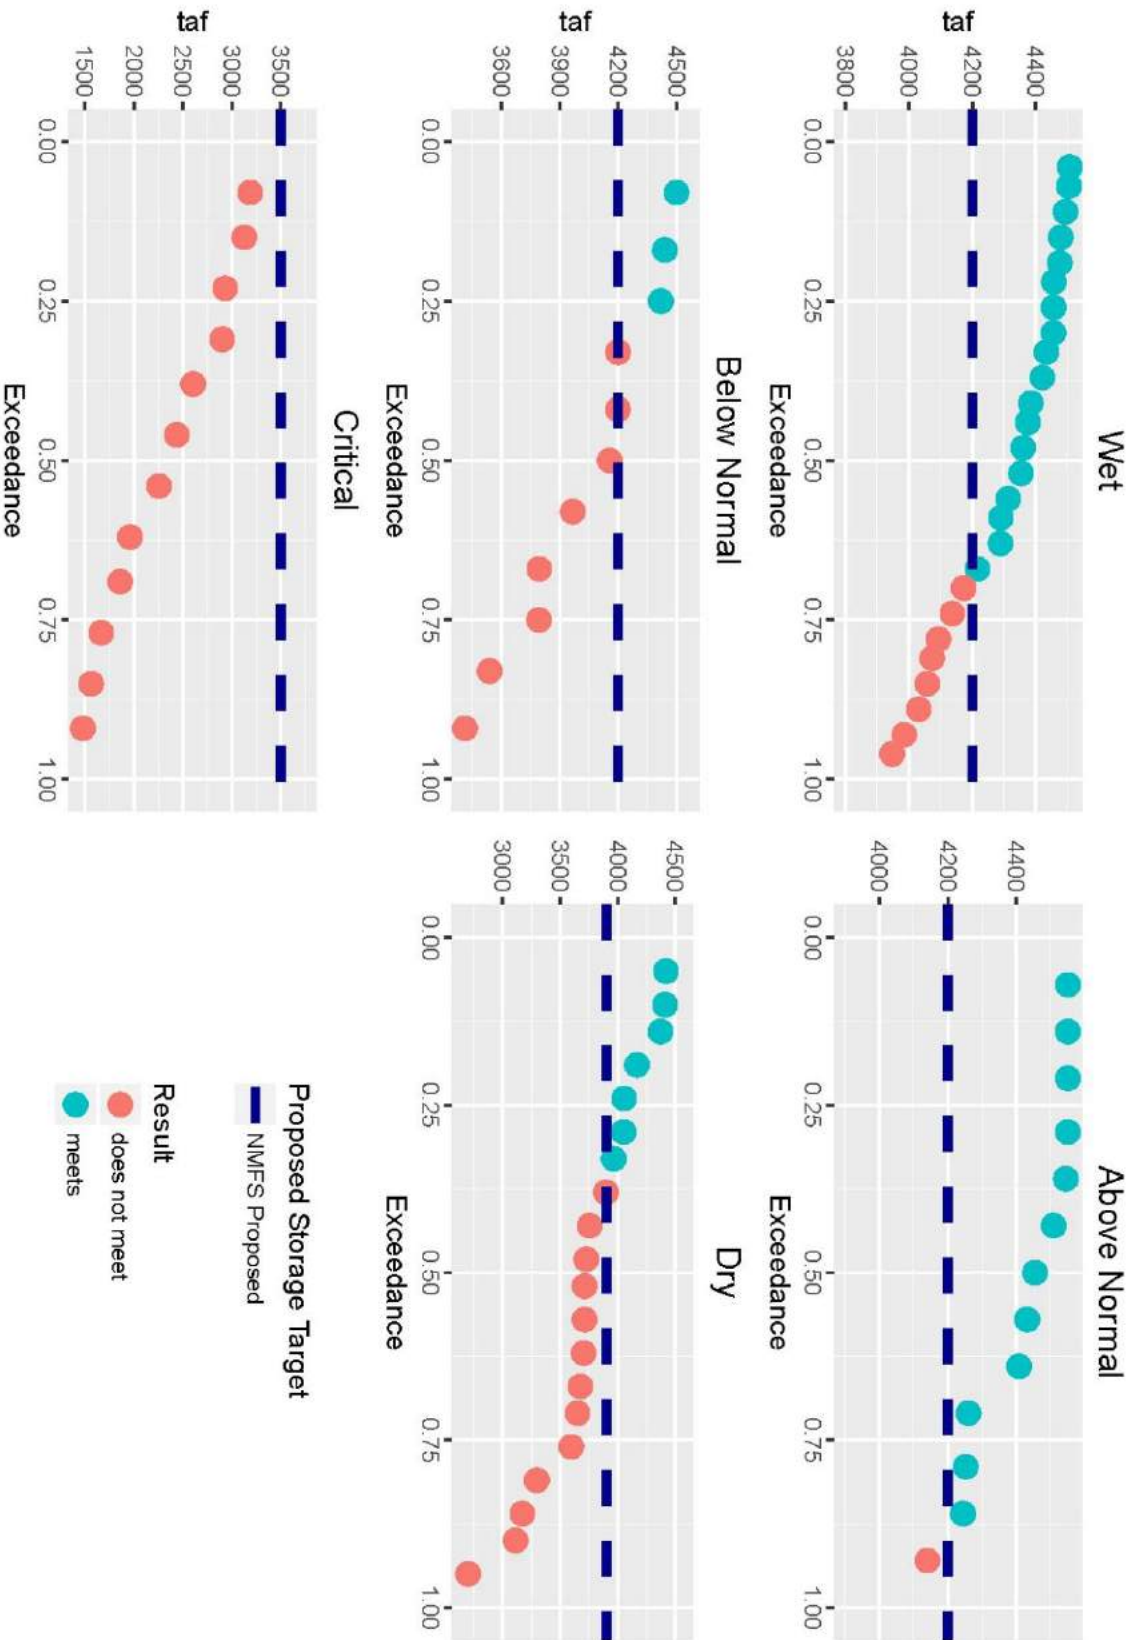 Wet
taf
4400
4200
4000
3800
0.00
0.25
0.50
0.75
1.00
Exceedance
Above Normal
4400
4200
4000
0.00
0.25
0.50
0.75
1.00
Exceedance
Below Normal
taf
4500
4200
3900
3600
0.00
0.25
0.50
0.75
1.00
Exceedance
Dry
4500
4000
3500
3000
0.00
0.25
0.50
0.75
1.00
Exceedance
Critical
taf
3500
3000
2500
2000
1500
0.00
0.25
0.50
0.75
1.00
Exceedance
Proposed Storage Target
NMFS Proposed
Result
does not meet
meets